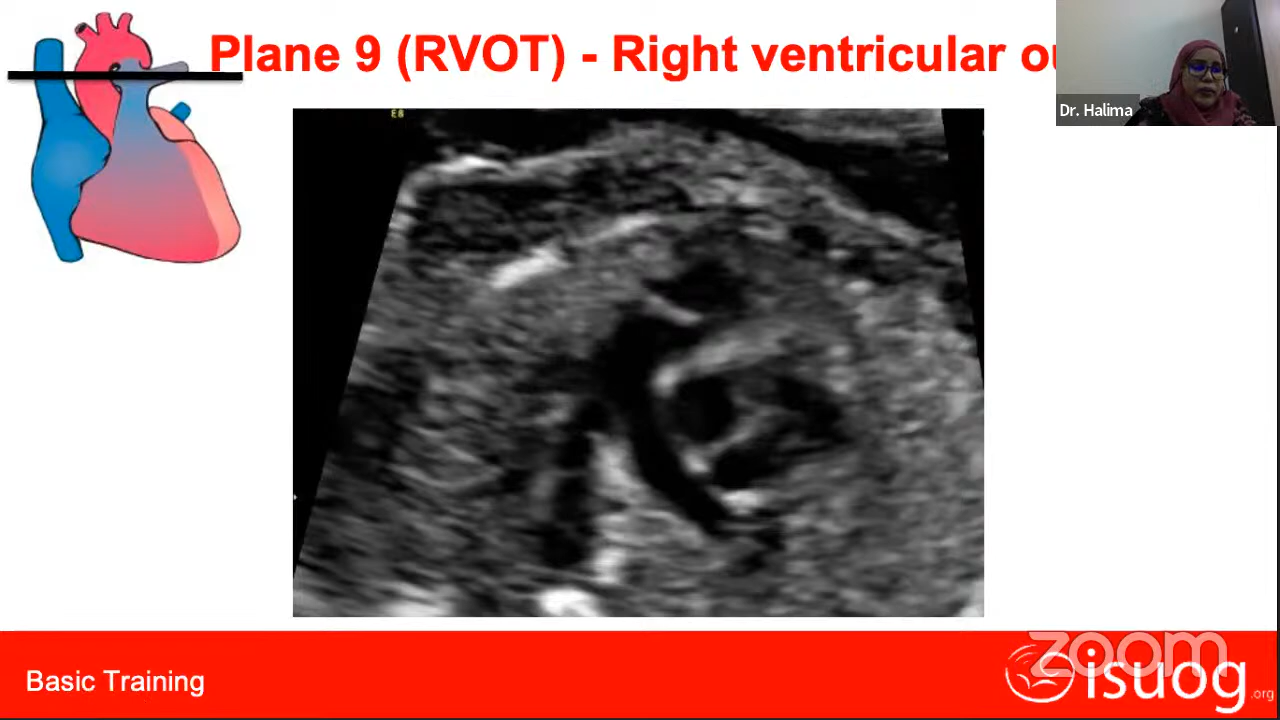 Plane 9 (RVOT) - Right ventricular ou
Dr. Halima
E8
Basic Training
zoom
isuog
.org